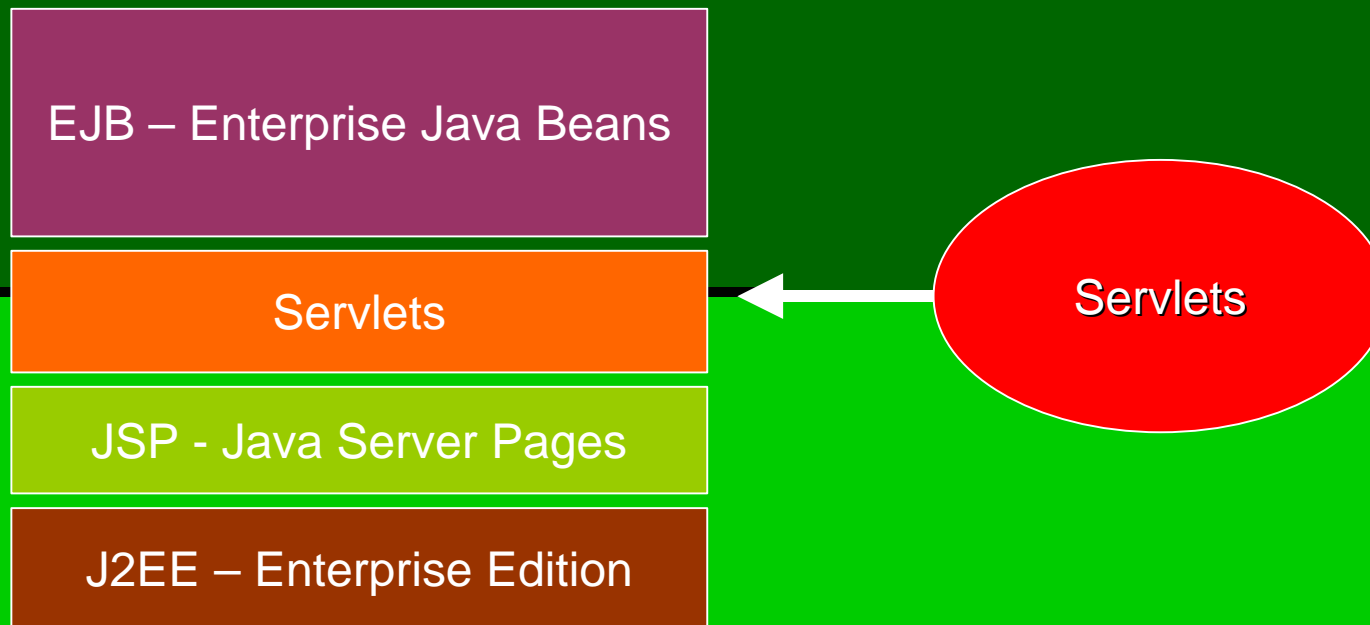 EJB – Enterprise Java Beans
Servlets
Servlets
JSP - Java Server Pages
J2EE – Enterprise Edition